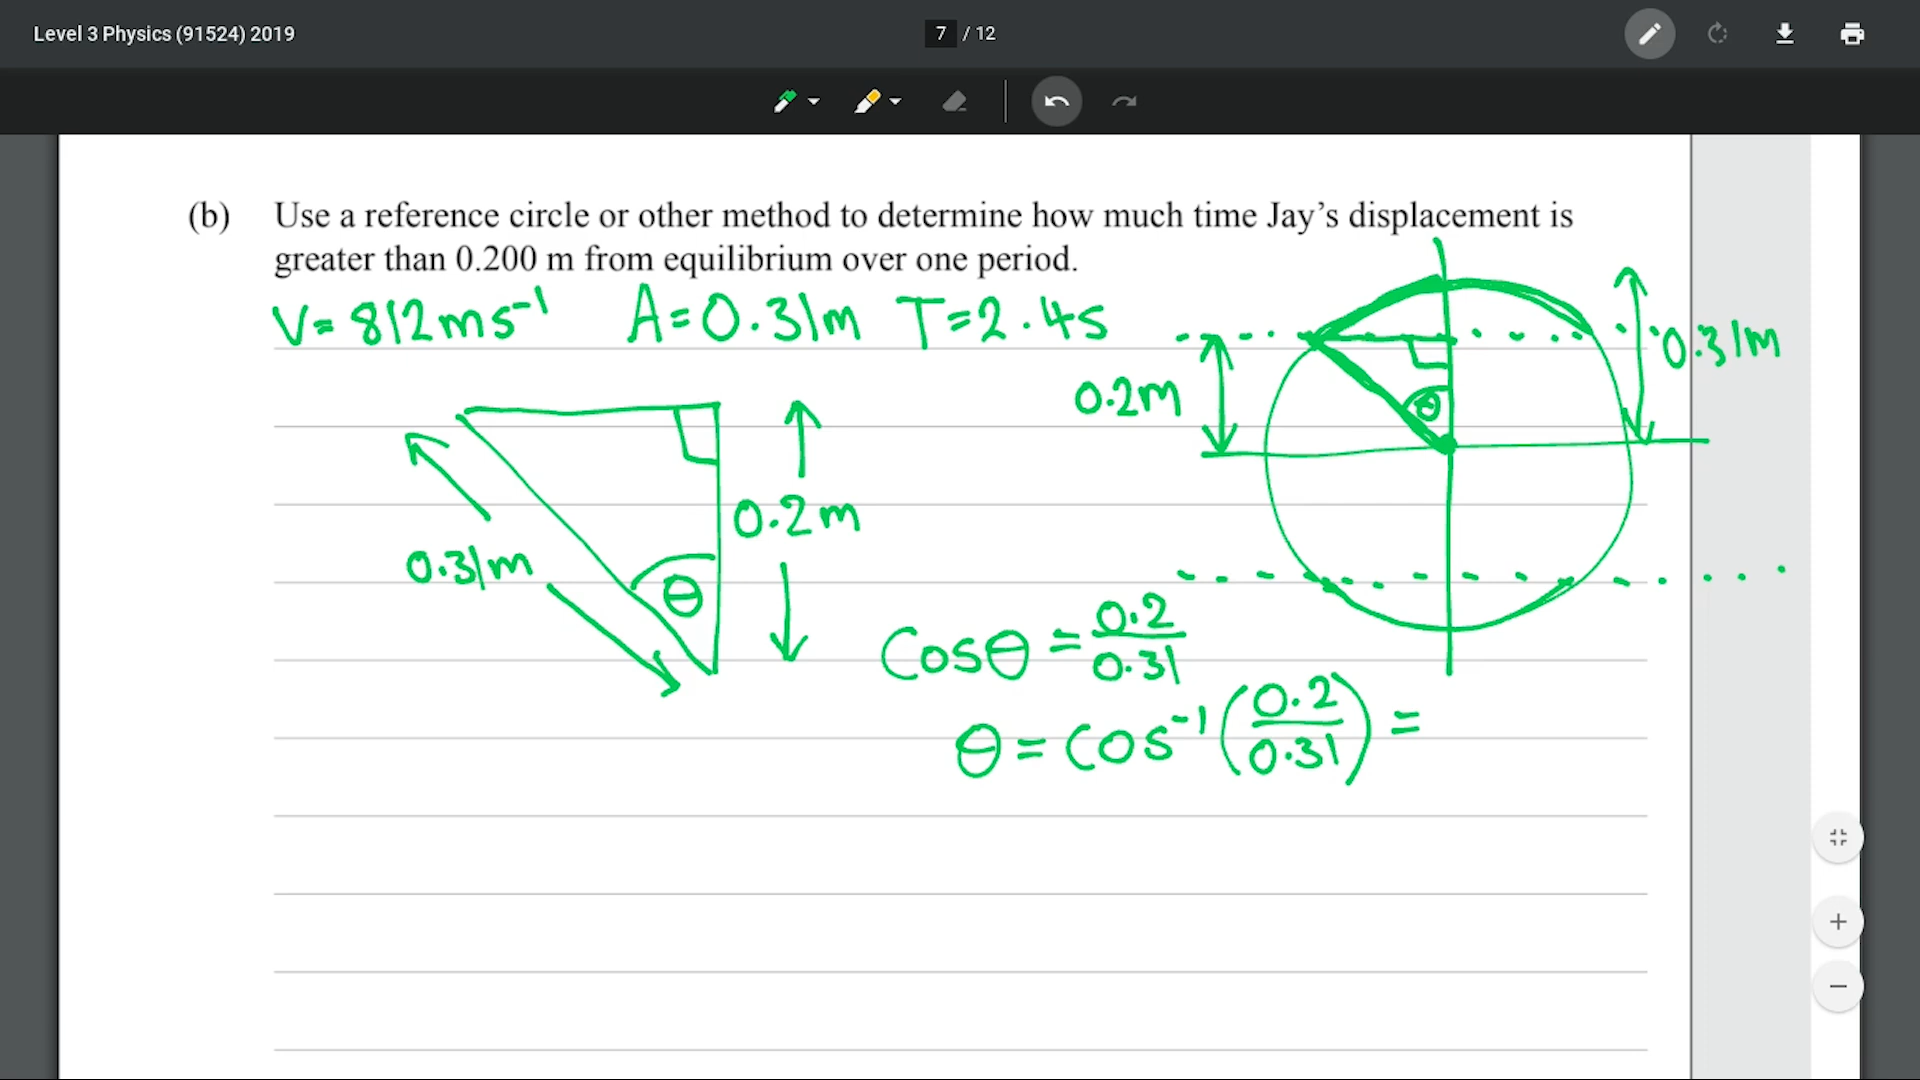 Level 3 Physics (91524) 2019
7 / 12
(b) Use a reference circle or other method to determine how much time Jay’s displacement is
greater than 0.200 m from equilibrium over one period.
V = 812ms⁻¹ A = 0.31m T = 2.4s
0.31m
0.2m
θ
0.2m
0.31m
θ
Cosθ = 0.2/0.31
θ = cos⁻¹(0.2/0.31) =